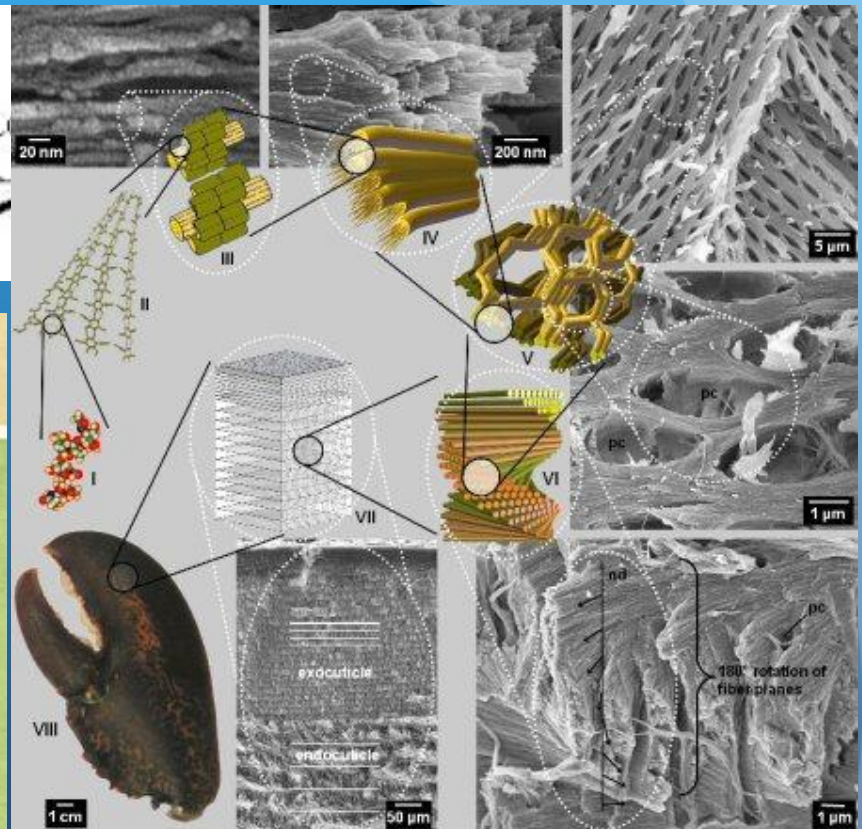 20 nm
200 nm
5 µm
III
IV
II
V
pc
pc
I
VI
1 µm
VII
nd
pc
180° rotation of
fiber planes
exocuticle
VIII
endocuticle
1 cm
50 µm
1 µm